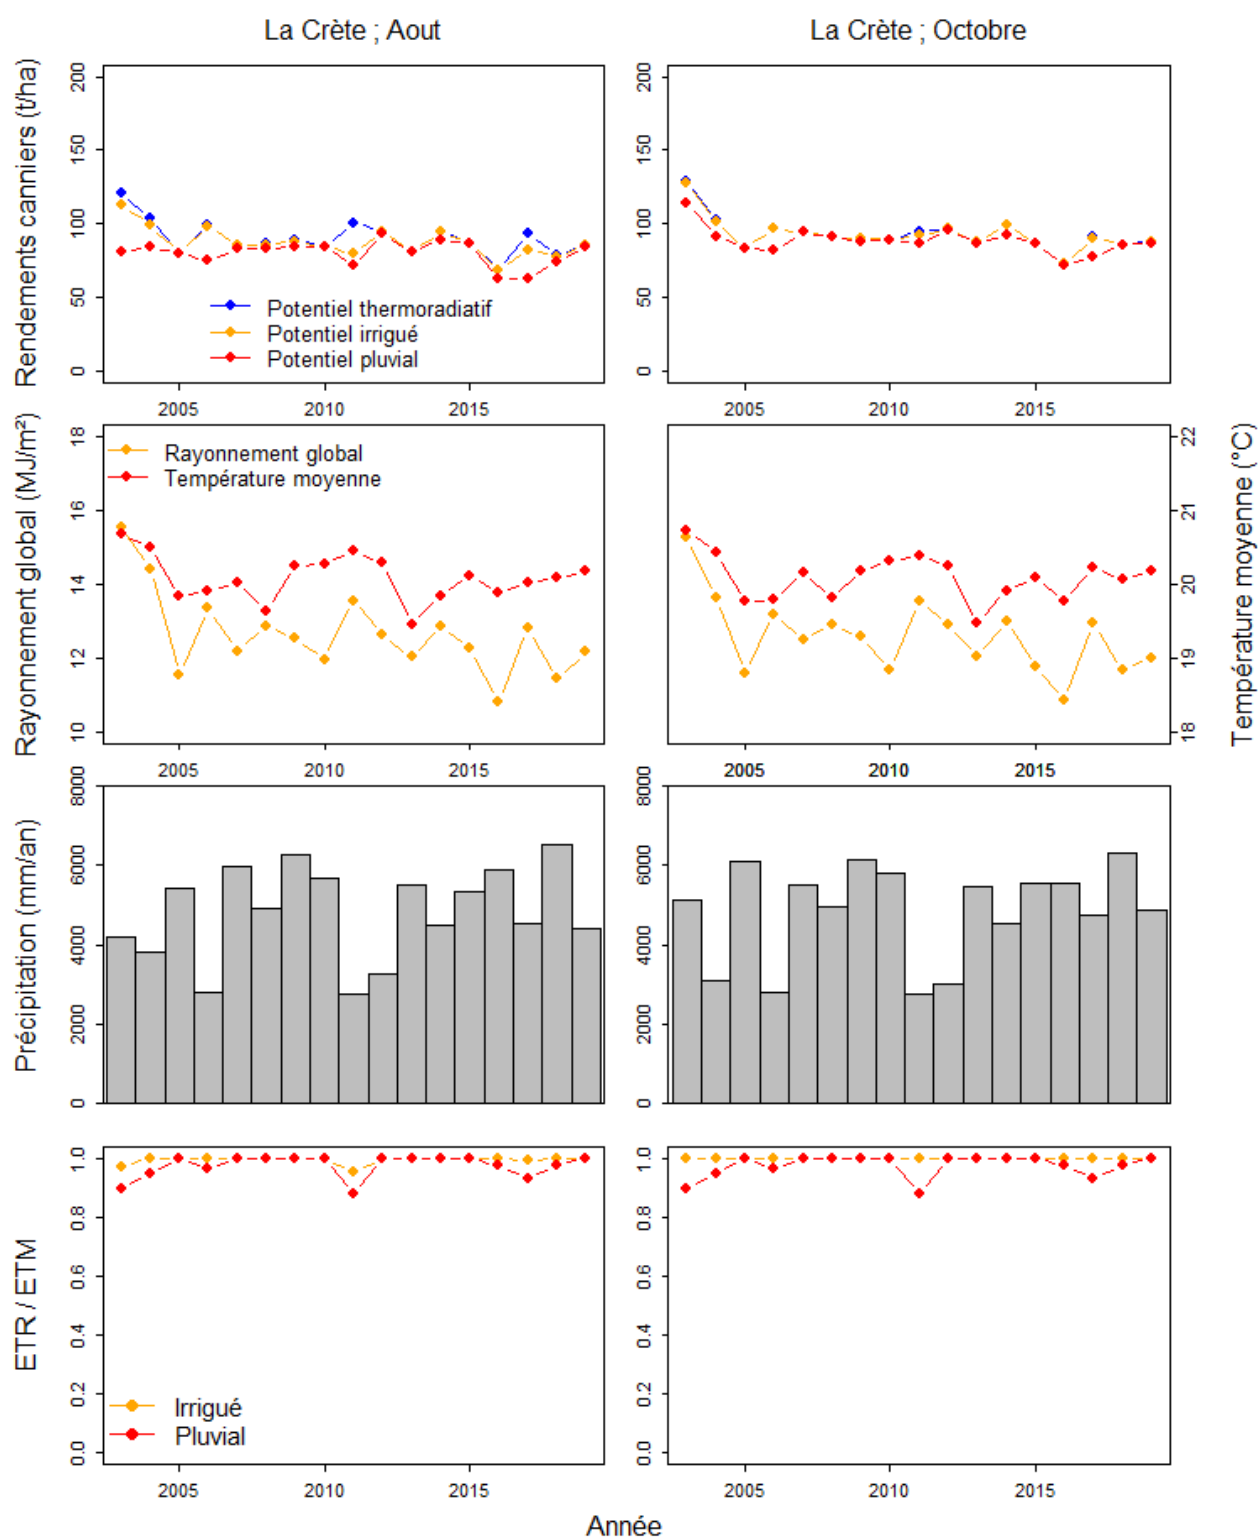 La Crète ; Aout
La Crète ; Octobre
Rendements canniers (t/ha)
200
150
100
50
0
Potentiel thermoradiatif
Potentiel irrigué
Potentiel pluvial
2005 2010 2015
200
150
100
50
0
2005 2010 2015
Rayonnement global (MJ/m²)
18
16
14
12
10
Rayonnement global
Température moyenne
2005 2010 2015
22
21
20
19
18
Température moyenne (°C)
2005 2010 2015
Précipitation (mm/an)
8000
6000
4000
2000
0
8000
6000
4000
2000
0
ETR / ETM
1.0
0.8
0.6
0.4
0.2
0.0
Irrigué
Pluvial
2005 2010 2015
1.0
0.8
0.6
0.4
0.2
0.0
2005 2010 2015
Année